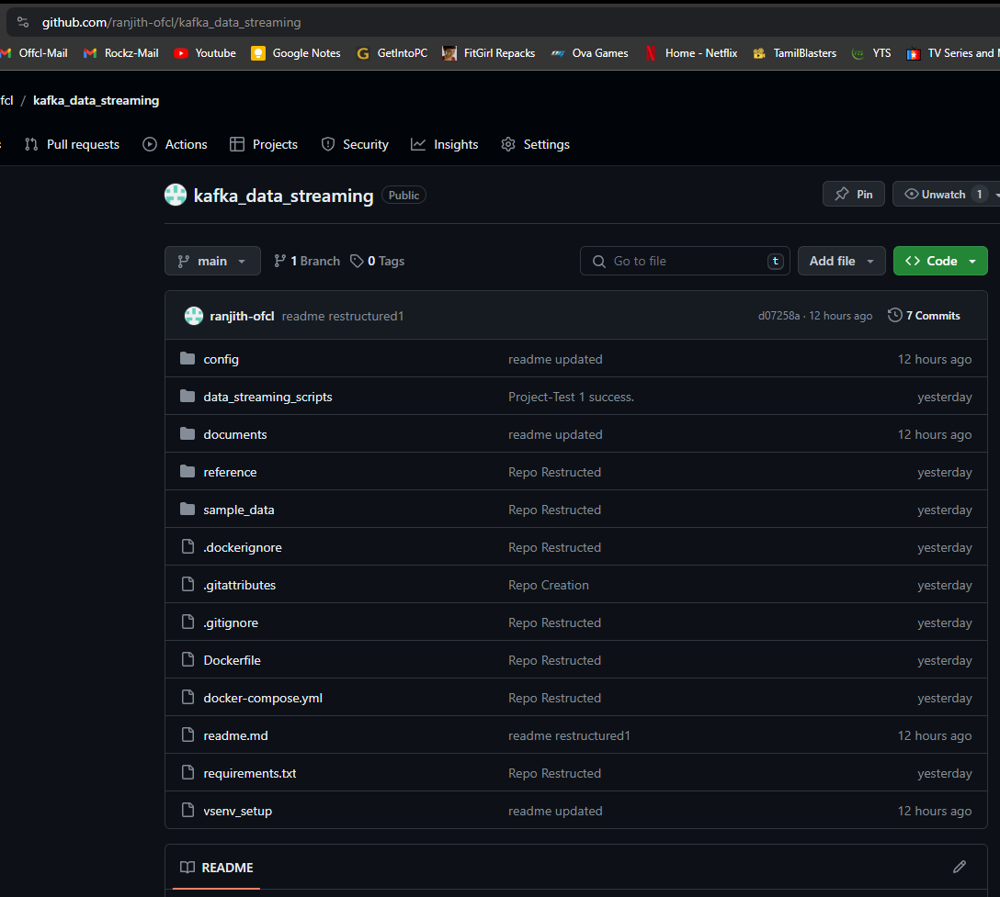 github.com/ranjith-ofcl/kafka_data_streaming
Offcl-Mail Rockz-Mail Youtube Google Notes GetIntoPC FitGirl Repacks Ova Games Home - Netflix TamilBlasters YTS TV Series and
fcl / kafka_data_streaming
Pull requests Actions Projects Security Insights Settings
kafka_data_streaming Public Pin Unwatch 1
main 1 Branch 0 Tags Go to file t Add file Code
ranjith-ofcl readme restructured1 d07258a · 12 hours ago 7 Commits
config readme updated 12 hours ago
data_streaming_scripts Project-Test 1 success. yesterday
documents readme updated 12 hours ago
reference Repo Restructed yesterday
sample_data Repo Restructed yesterday
.dockerignore Repo Restructed yesterday
.gitattributes Repo Creation yesterday
.gitignore Repo Restructed yesterday
Dockerfile Repo Restructed yesterday
docker-compose.yml Repo Restructed yesterday
readme.md readme restructured1 12 hours ago
requirements.txt Repo Restructed yesterday
vsenv_setup readme updated 12 hours ago
README